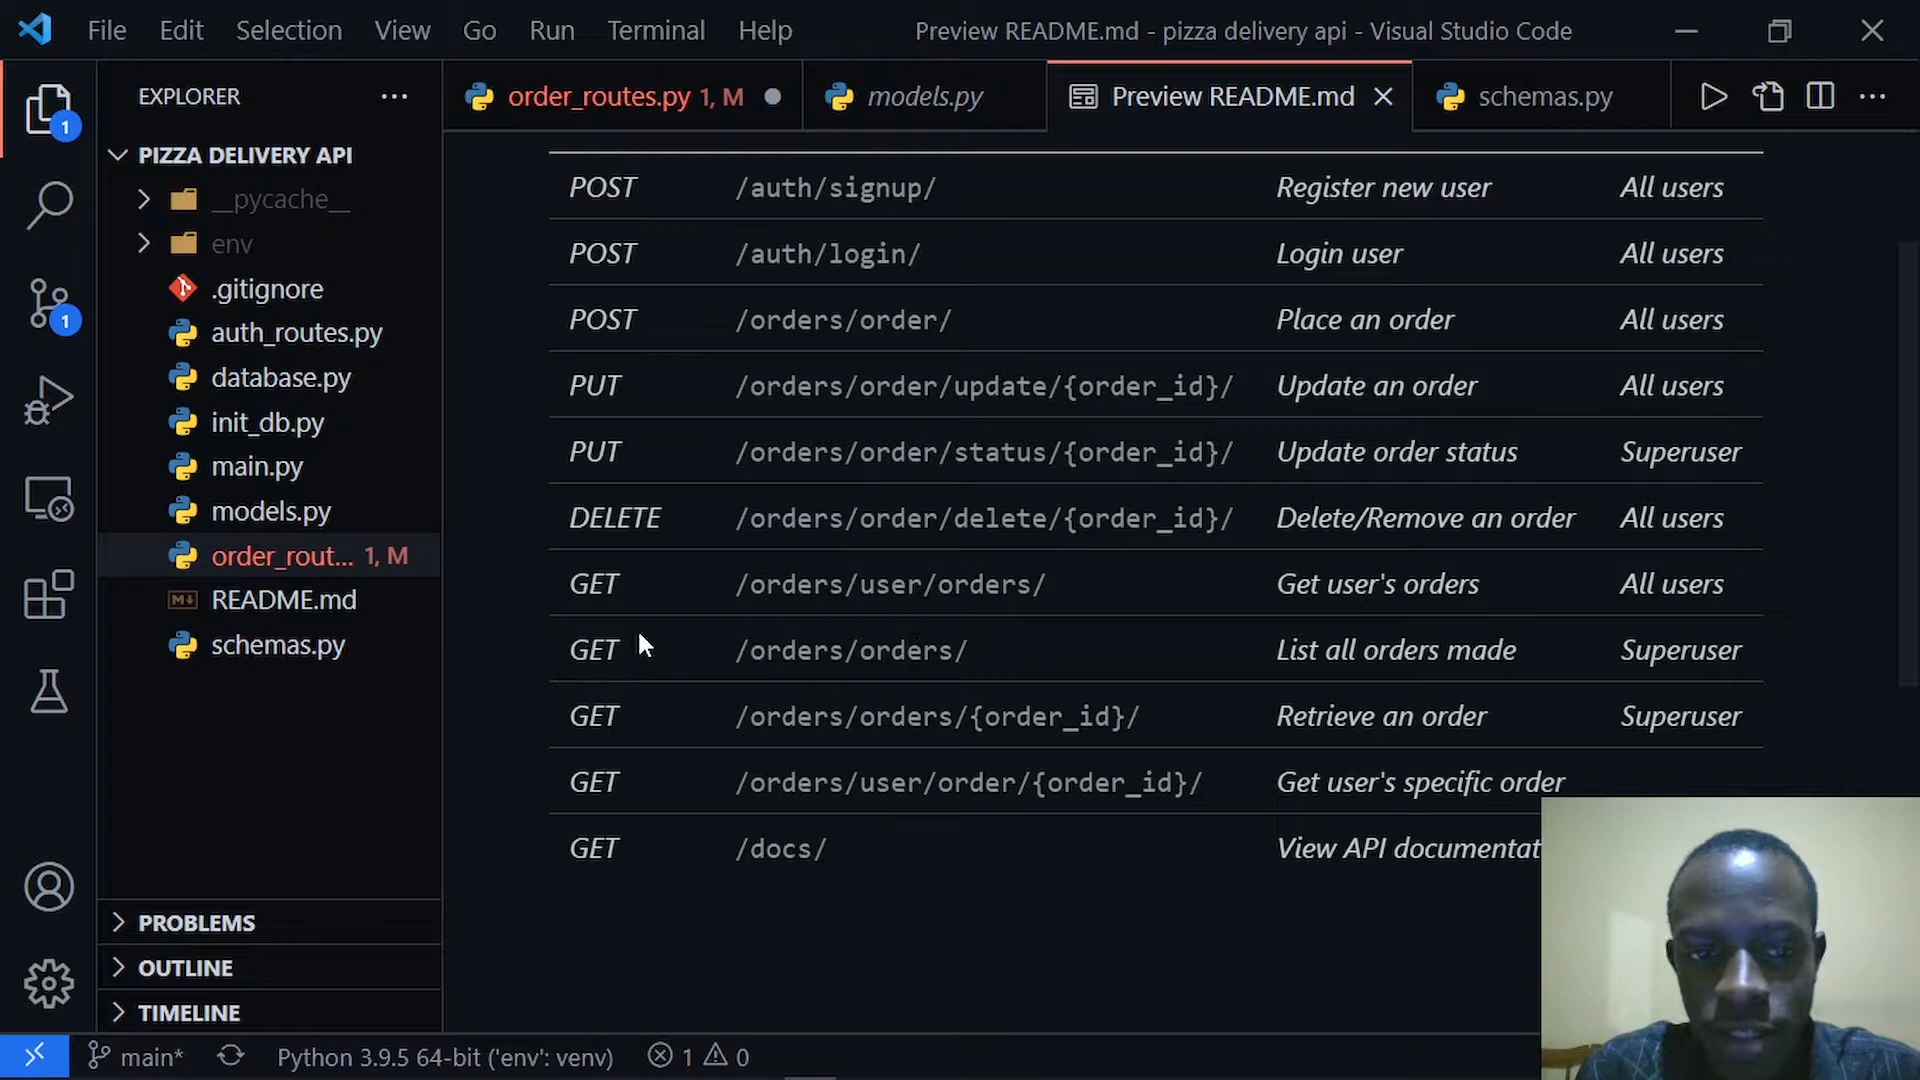 File Edit Selection View Go Run Terminal Help
Preview README.md - pizza delivery api - Visual Studio Code
EXPLORER
order_routes.py 1, M
models.py
Preview README.md
schemas.py
1
PIZZA DELIVERY API
__pycache__
env
.gitignore
auth_routes.py
database.py
init_db.py
main.py
models.py
order_rout... 1, M
README.md
schemas.py
1
PROBLEMS
OUTLINE
TIMELINE
POST /auth/signup/ Register new user All users
POST /auth/login/ Login user All users
POST /orders/order/ Place an order All users
PUT /orders/order/update/{order_id}/ Update an order All users
PUT /orders/order/status/{order_id}/ Update order status Superuser
DELETE /orders/order/delete/{order_id}/ Delete/Remove an order All users
GET /orders/user/orders/ Get user's orders All users
GET /orders/orders/ List all orders made Superuser
GET /orders/orders/{order_id}/ Retrieve an order Superuser
GET /orders/user/order/{order_id}/ Get user's specific order
GET /docs/ View API documentat
main* Python 3.9.5 64-bit ('env': venv) 1 0